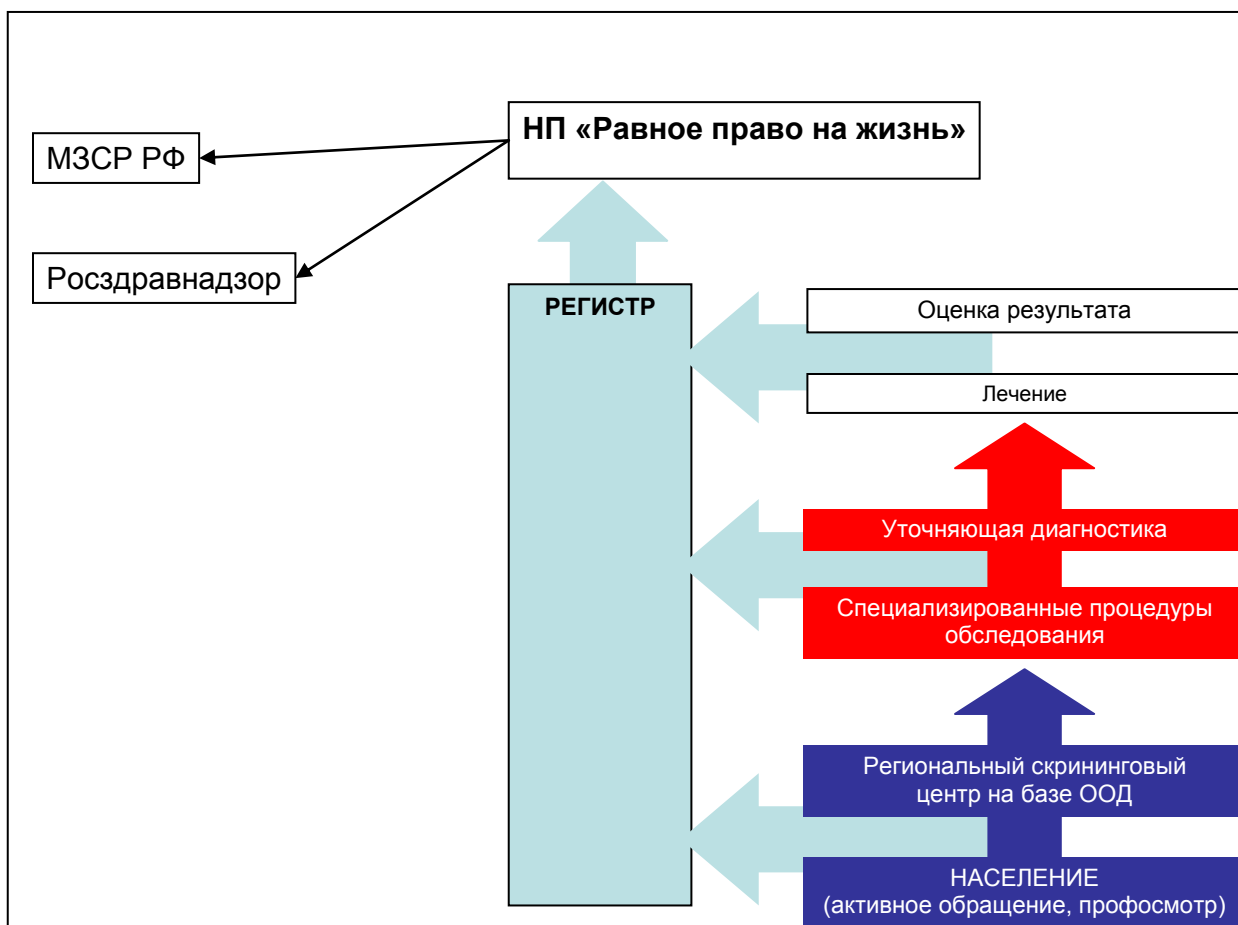 НП «Равное право на жизнь»
МЗСР РФ
Росздравнадзор
РЕГИСТР
Оценка результата
Лечение
Уточняющая диагностика
Специализированные процедуры
обследования
Региональный скрининговый
центр на базе ООД
НАСЕЛЕНИЕ
(активное обращение, профосмотр)